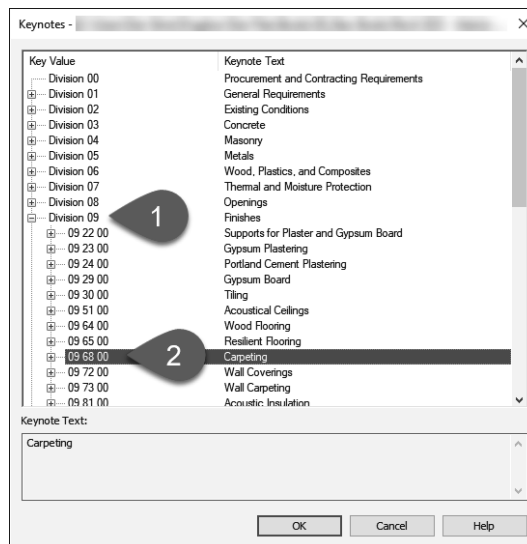 Keynotes -
Key Value Keynote Text
Division 00 Procurement and Contracting Requirements
Division 01 General Requirements
Division 02 Existing Conditions
Division 03 Concrete
Division 04 Masonry
Division 05 Metals
Division 06 Wood, Plastics, and Composites
Division 07 Thermal and Moisture Protection
Division 08 Openings
Division 09 1 Finishes
09 22 00 Supports for Plaster and Gypsum Board
09 23 00 Gypsum Plastering
09 24 00 Portland Cement Plastering
09 29 00 Gypsum Board
09 30 00 Tiling
09 51 00 Acoustical Ceilings
09 64 00 Wood Flooring
09 65 00 Resilient Flooring
09 68 00 2 Carpeting
09 72 00 Wall Coverings
09 73 00 Wall Carpeting
09 81 00 Acoustic Insulation
Keynote Text:
Carpeting
OK Cancel Help